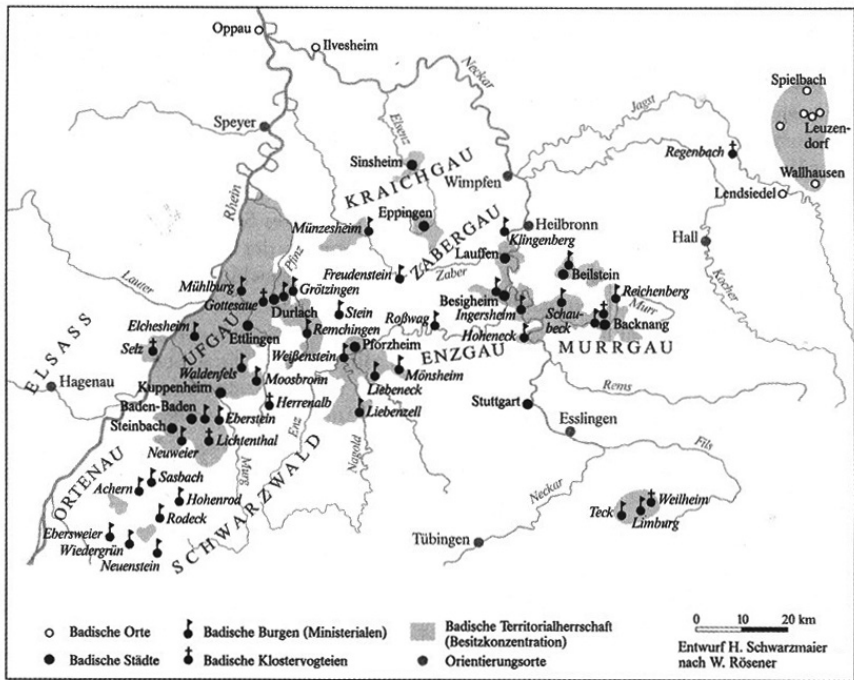 Oppau
Ilvesheim
Neckar
Spielbach
Jagst
Elsenz
Speyer
Leuzen-
dorf
Regenbach
Sinsheim
Wimpfen
Wallhausen
KRAICHGAU
Lendsiedel
Rhein
Eppingen
Heilbronn
Münzesheim
ZABERGAU
Klingenberg
Hall
Pfinz
Lauffen
Lauter
Freudenstein
Zaber
Beilstein
Kocher
Mühlburg
Grötzingen
Reichenberg
Gottesaue
Durlach
Stein
Besigheim
Murr
Elchesheim
Roßwag
Ingersheim
Schau-
beck
Ettlingen
Remchingen
Backnang
Selz
UFGAU
Pforzheim
Hoheneck
ELSASS
Weißenstein
ENZGAU
MURRGAU
Waldenfels
Moosbronn
Mönsheim
Hagenau
Kuppenheim
Liebeneck
Rems
Baden-Baden
Herrenalb
Stuttgart
Eberstein
Enz
Liebenzell
Steinbach
Esslingen
Lichtenthal
Neuweier
Nagold
Fils
Murg
ORTENAU
Sasbach
SCHWARZWALD
Achern
Hohenrod
Neckar
Weilheim
Rodeck
Teck
Limburg
Ebersweier
Tübingen
Wiedergrün
Neuenstein
Badische Orte
Badische Burgen (Ministerialen)
Badische Territorialherrschaft
(Besitzkonzentration)
0 10 20 km
Badische Städte
Badische Klostervogteien
Orientierungsorte
Entwurf H. Schwarzmaier
nach W. Rösener